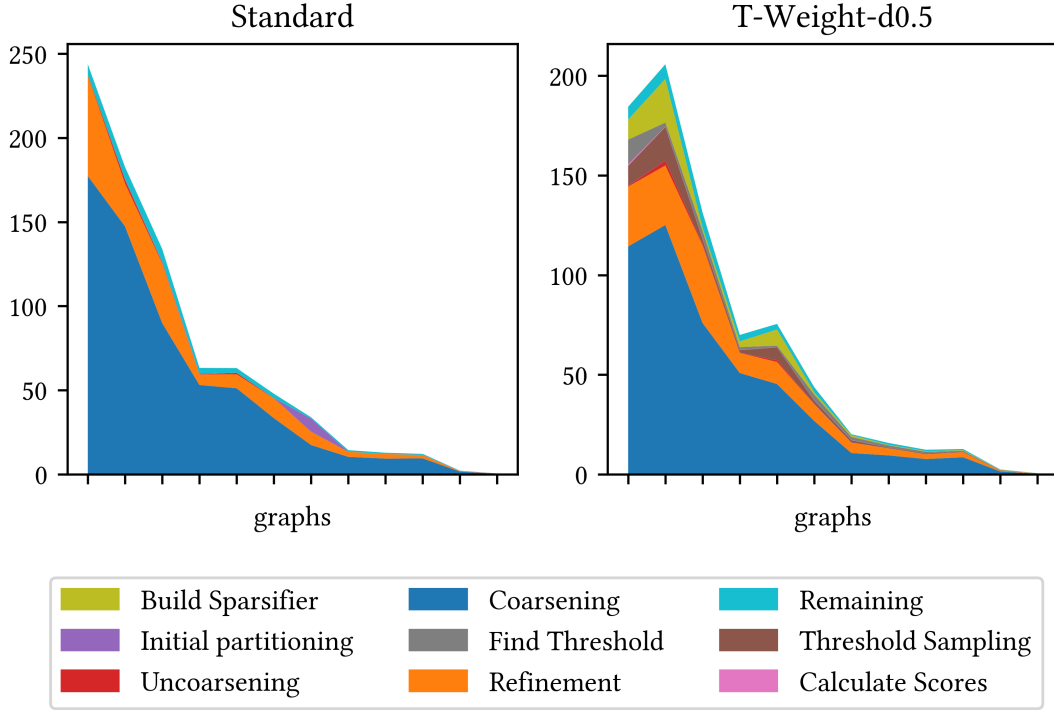 Standard
T-Weight-d0.5
250
200
150
100
50
0
graphs
200
150
100
50
0
graphs
Build Sparsifier
Coarsening
Remaining
Initial partitioning
Find Threshold
Threshold Sampling
Uncoarsening
Refinement
Calculate Scores